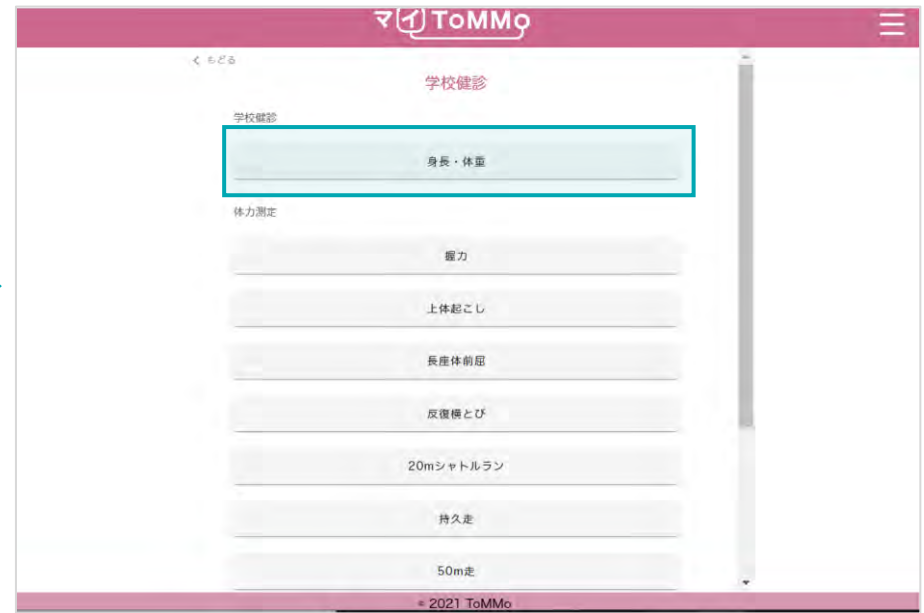 マイToMMo
もどる
学校健診
学校健診
身長・体重
体力測定
握力
上体起こし
長座体前屈
反復横とび
20mシャトルラン
持久走
50m走
© 2021 ToMMo